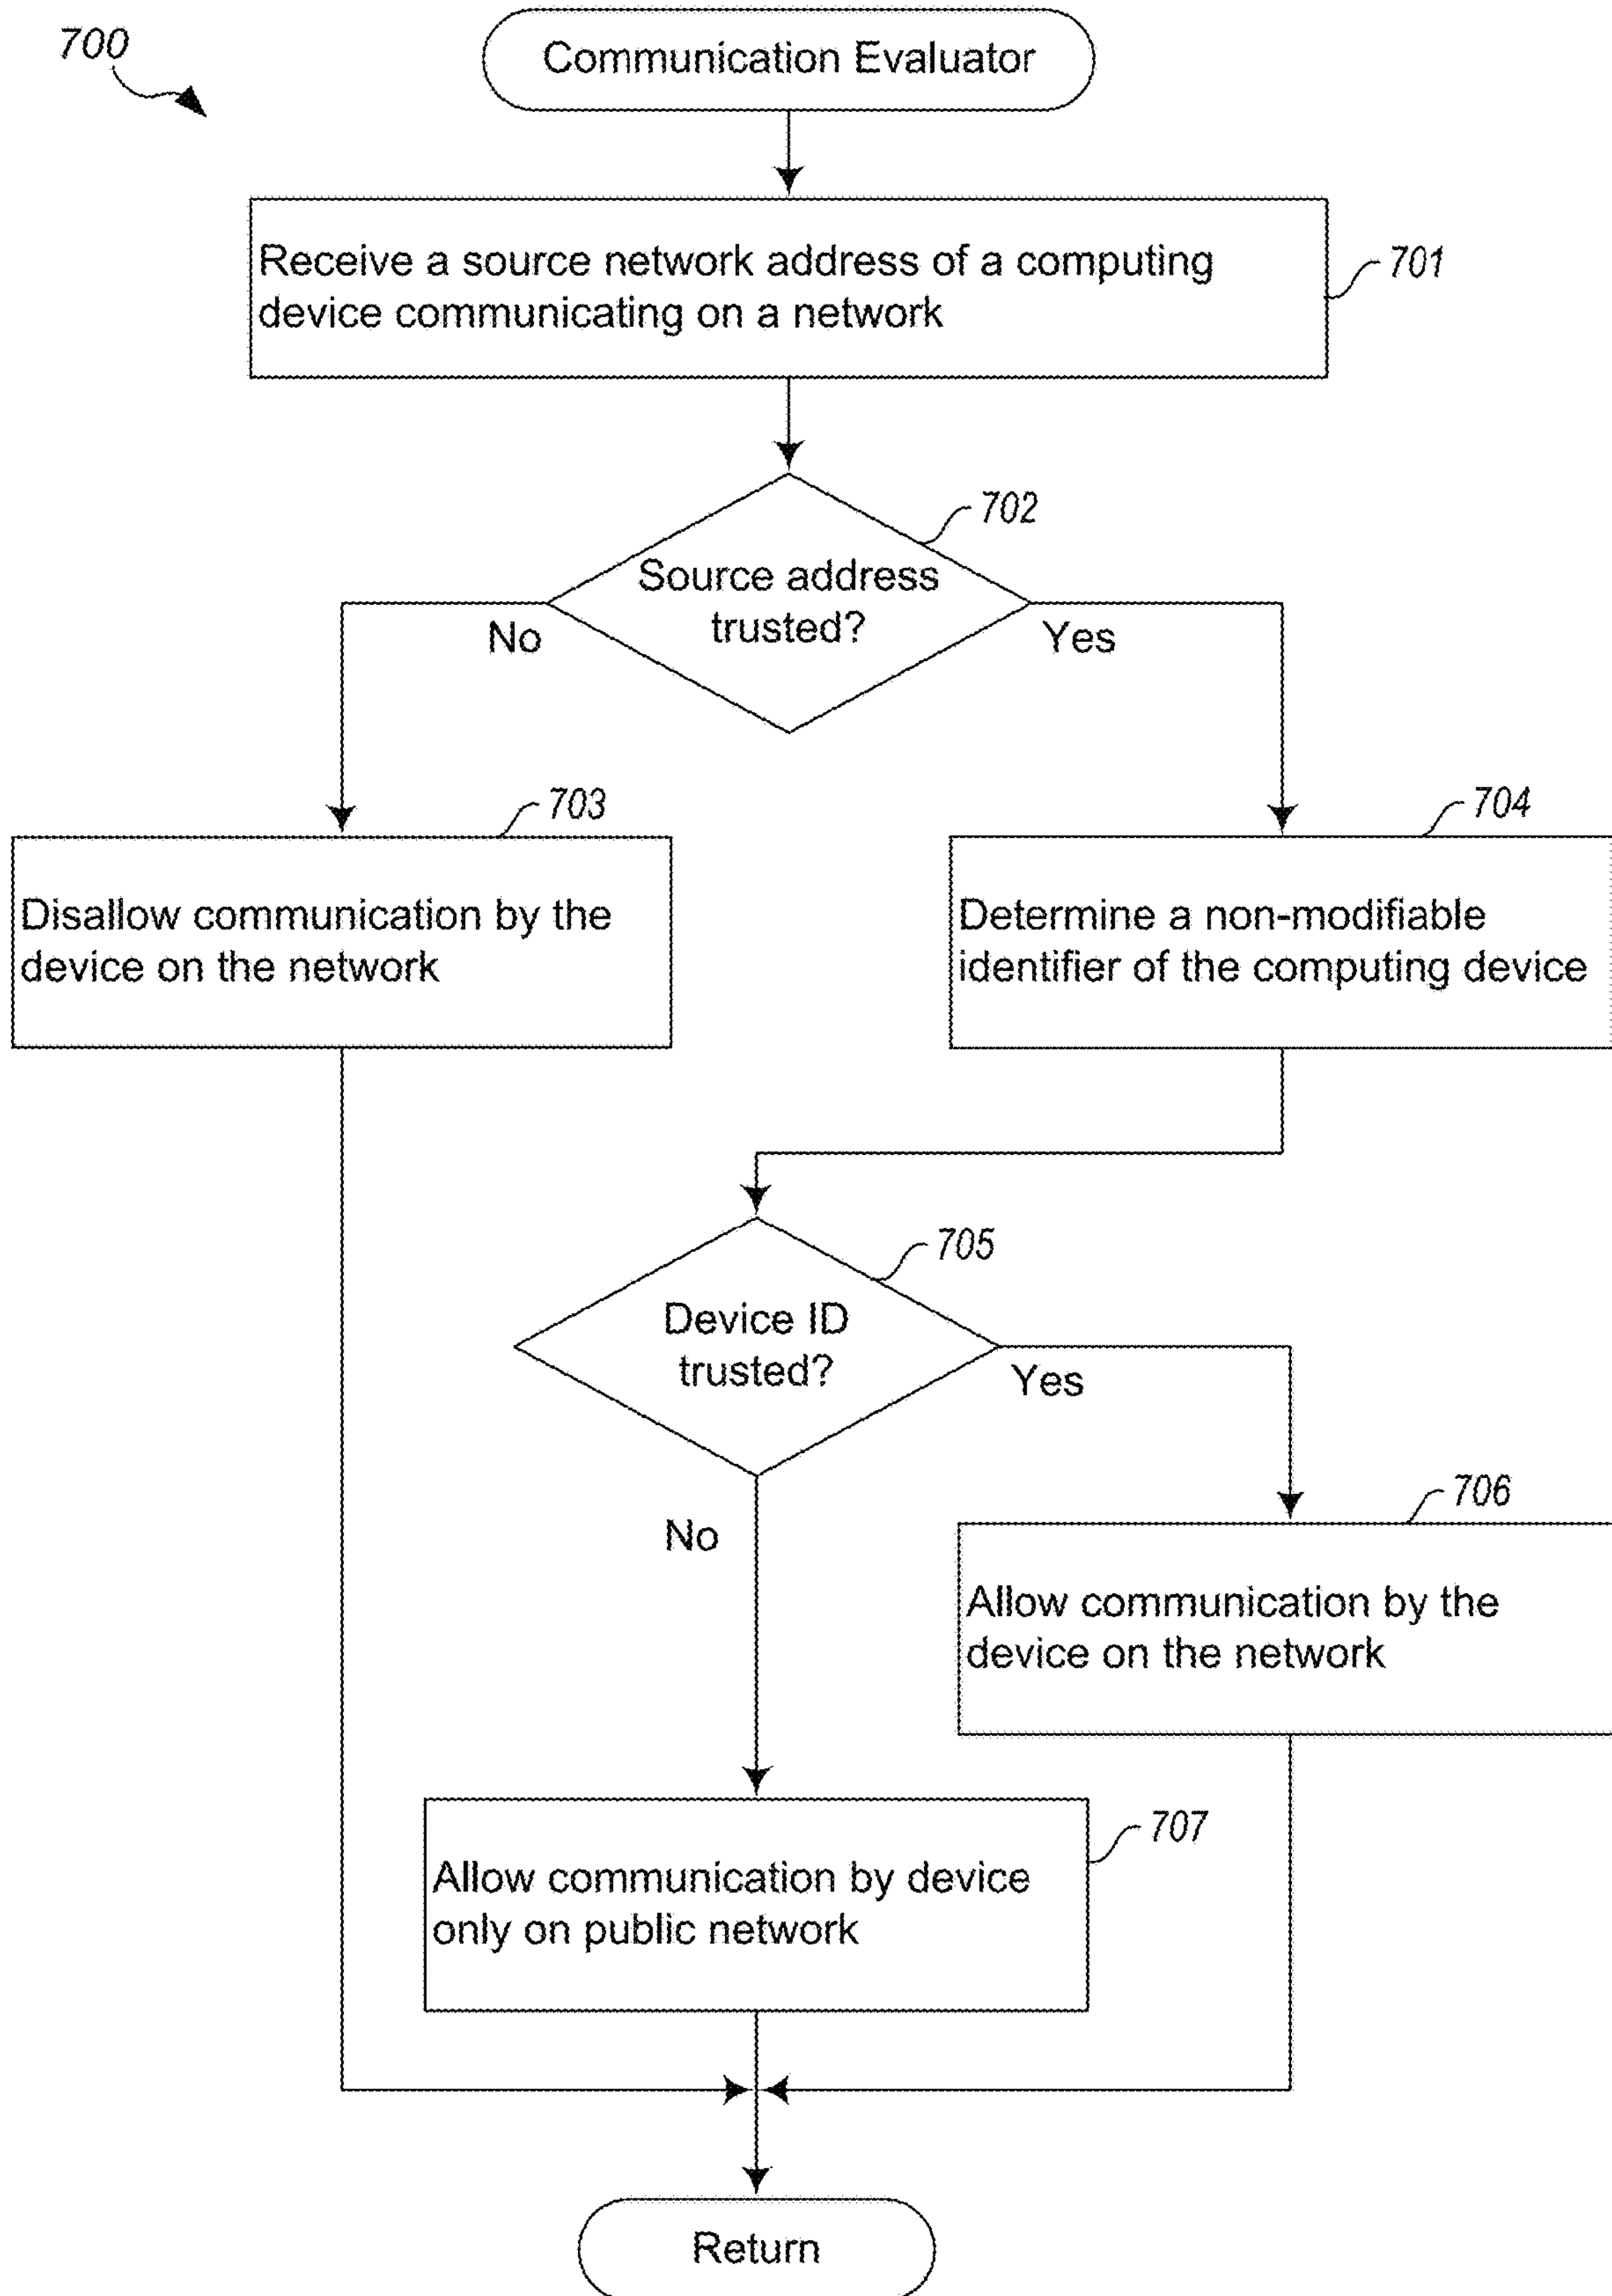 700
Communication Evaluator
Receive a source network address of a computing
device communicating on a network
701
702
Source address
trusted?
No
Yes
703
704
Disallow communication by the
device on the network
Determine a non-modifiable
identifier of the computing device
705
Device ID
trusted?
Yes
No
706
Allow communication by the
device on the network
707
Allow communication by device
only on public network
Return